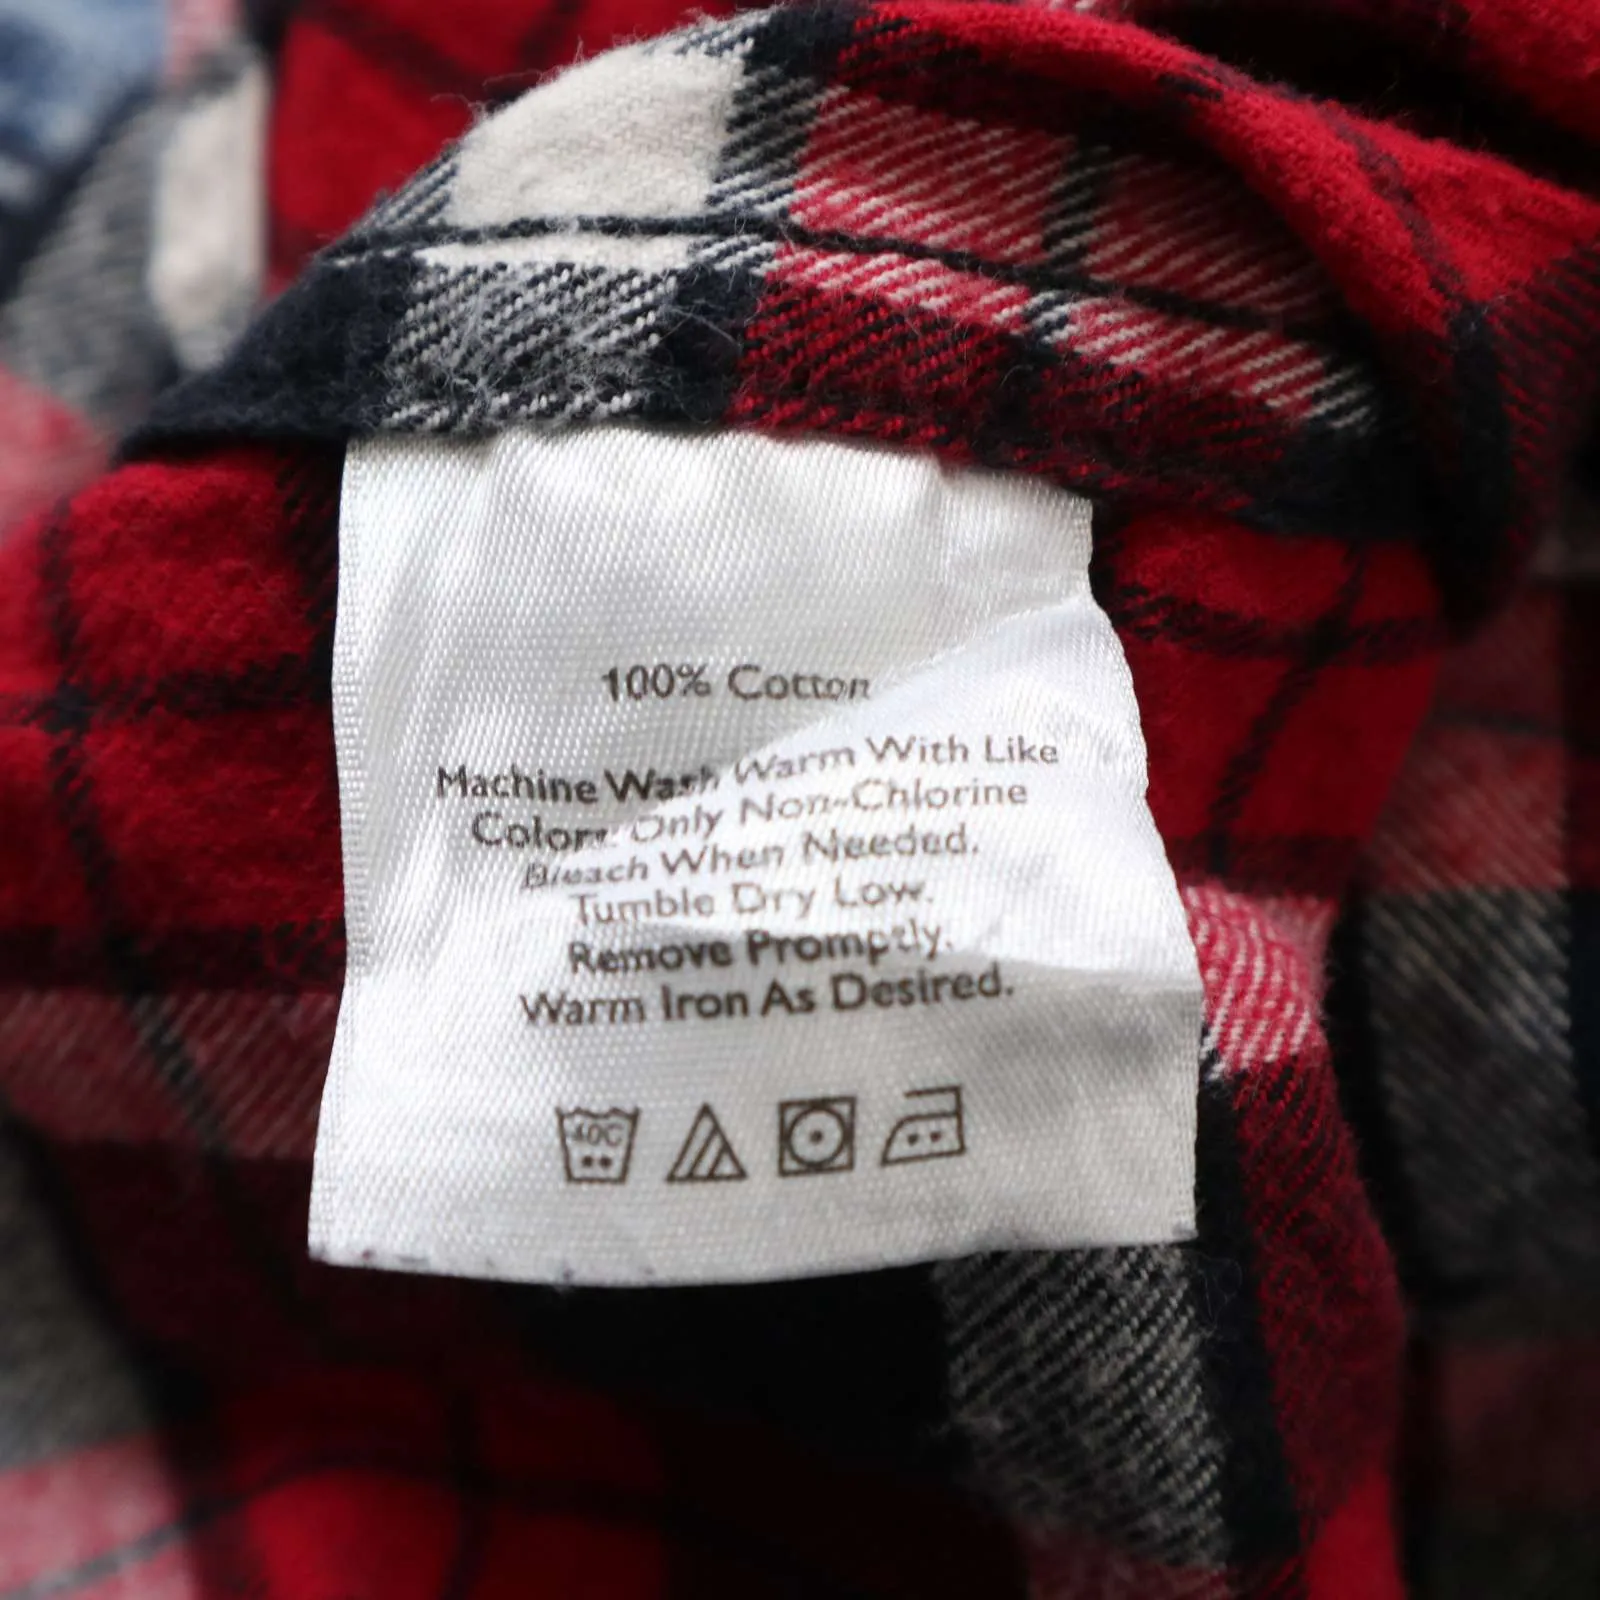 100% Cotton
Machine Wash Warm With Like
Colors. Only Non-Chlorine
Bleach When Needed.
Tumble Dry Low.
Remove Promptly.
Warm Iron As Desired.
40C